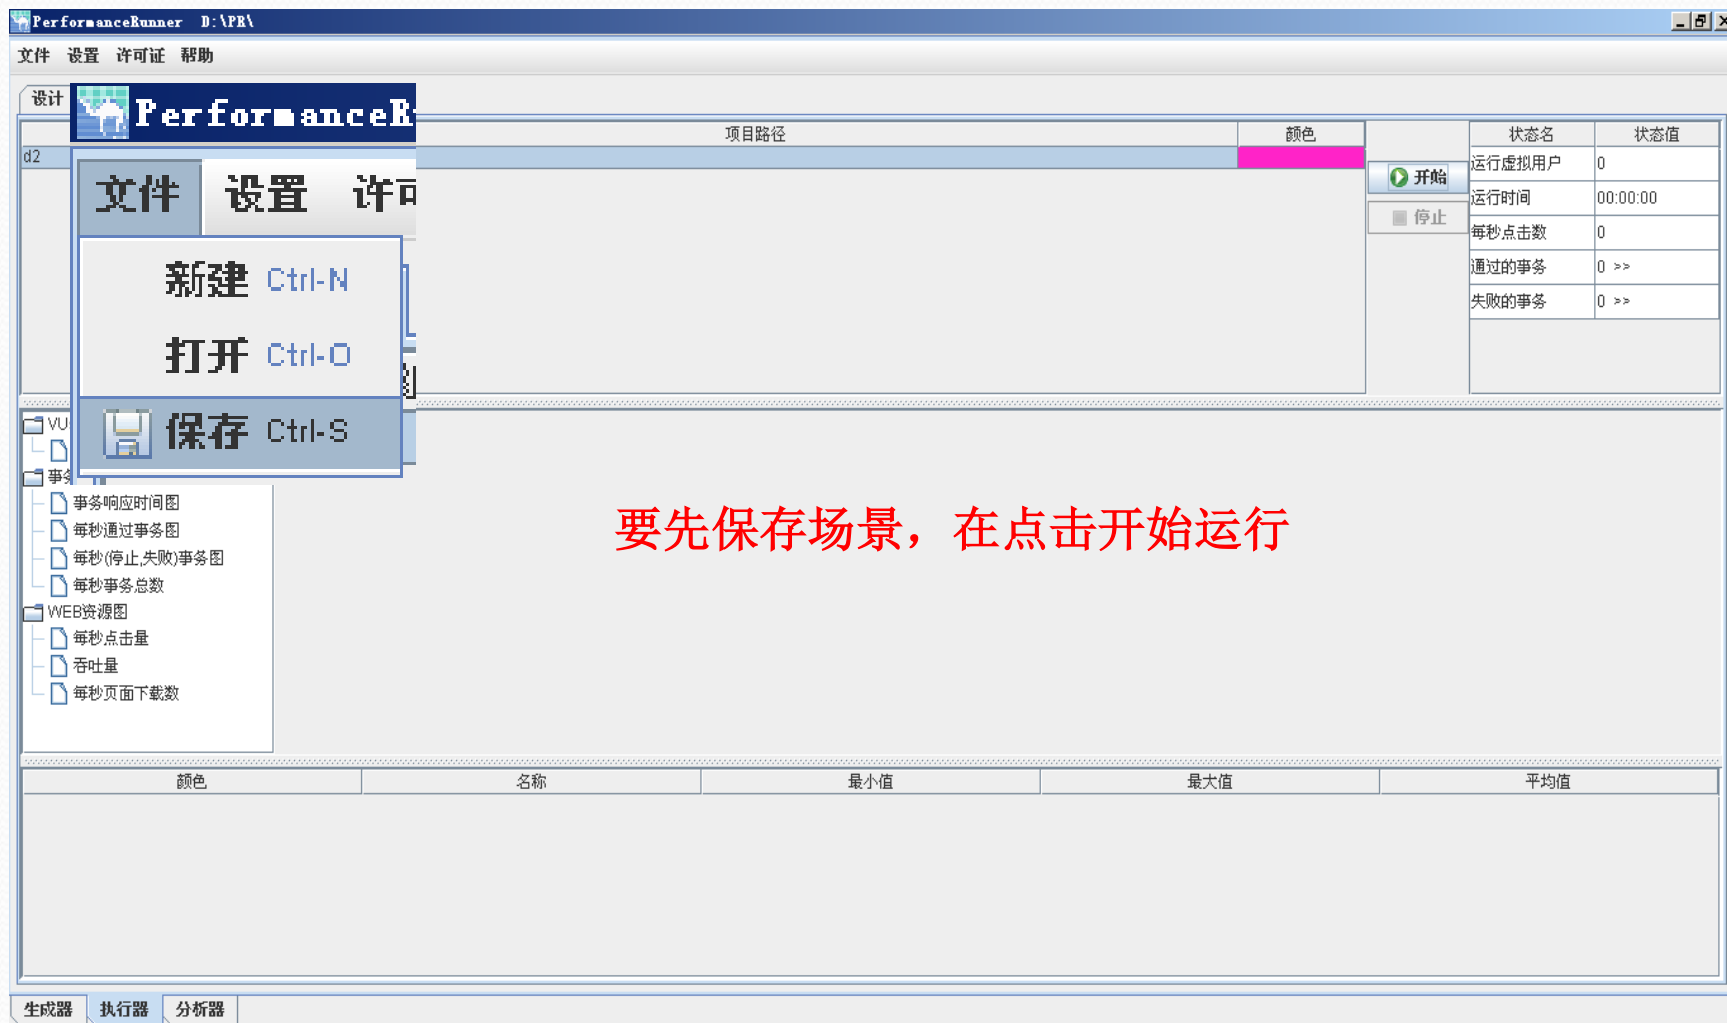 PerformanceRunner D:\PR\
文件 设置 许可证 帮助
设计
PerformanceR
文件 设置 许可
新建 Ctrl-N
打开 Ctrl-O
保存 Ctrl-S
项目路径 颜色
d2
开始
停止
状态名 状态值
运行虚拟用户 0
运行时间 00:00:00
每秒点击数 0
通过的事务 0 >>
失败的事务 0 >>
VU
事务
事务响应时间图
每秒通过事务图
每秒(停止,失败)事务图
每秒事务总数
WEB资源图
每秒点击量
吞吐量
每秒页面下载数
要先保存场景，在点击开始运行
颜色 名称 最小值 最大值 平均值
生成器 执行器 分析器